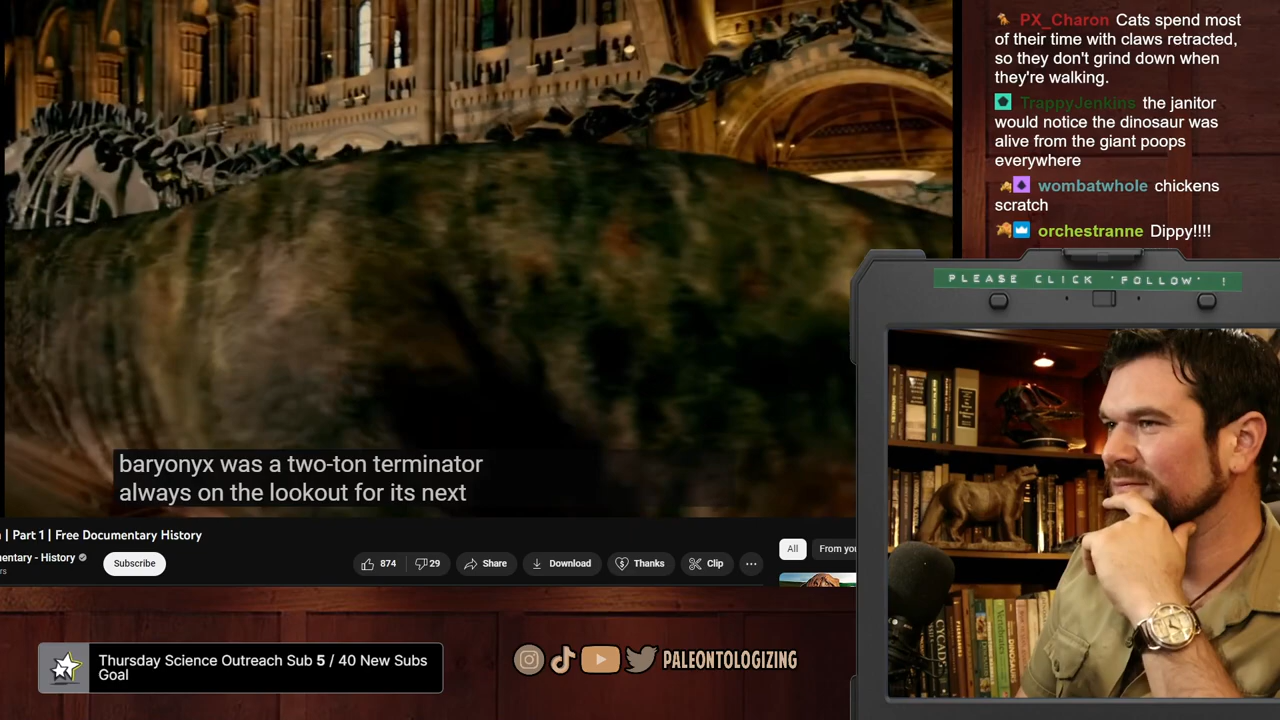 PX_Charon Cats spend most
of their time with claws retracted,
so they don't grind down when
they're walking.
TrappyJenkins the janitor
would notice the dinosaur was
alive from the giant poops
everywhere
wombatwhole chickens
scratch
orchestranne Dippy!!!!
PLEASE CLICK "FOLLOW" !
baryonyx was a two-ton terminator
always on the lookout for its next
| Part 1 | Free Documentary History
mentary - History
rs
Subscribe
874
29
Share
Download
Thanks
Clip
All
From you
Thursday Science Outreach Sub 5 / 40 New Subs
Goal
PALEONTOLOGIZING
CYCAD
DINOSAURS